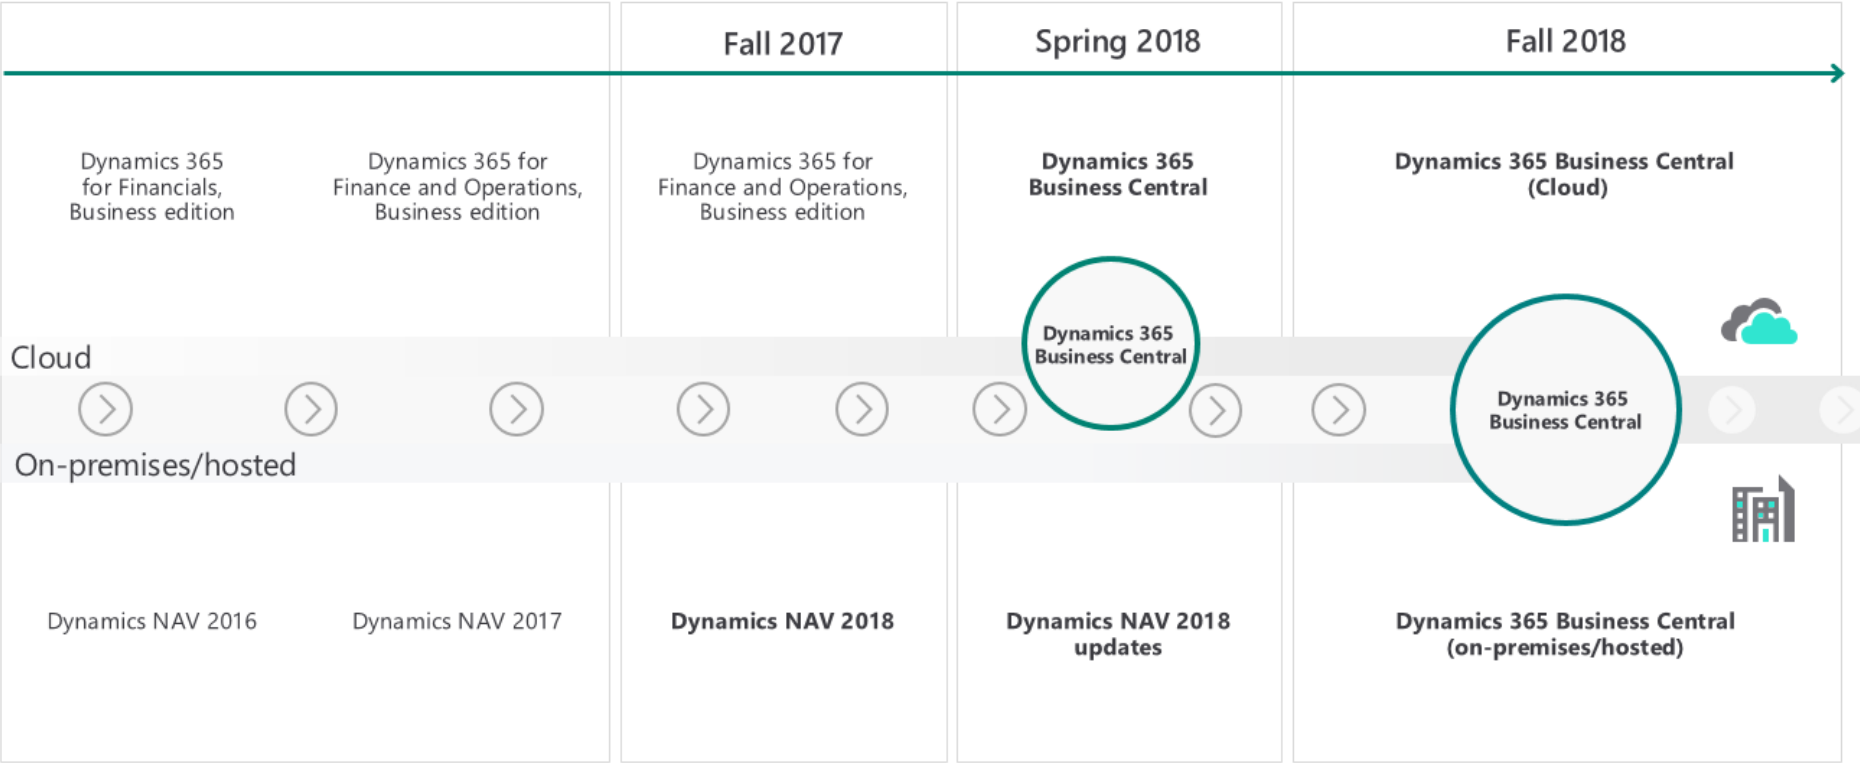 Fall 2017
Spring 2018
Fall 2018
Dynamics 365
for Financials,
Business edition
Dynamics 365 for
Finance and Operations,
Business edition
Dynamics 365 for
Finance and Operations,
Business edition
Dynamics 365
Business Central
Dynamics 365 Business Central
(Cloud)
Cloud
Dynamics 365
Business Central
Dynamics 365
Business Central
On-premises/hosted
Dynamics NAV 2016
Dynamics NAV 2017
Dynamics NAV 2018
Dynamics NAV 2018
updates
Dynamics 365 Business Central
(on-premises/hosted)